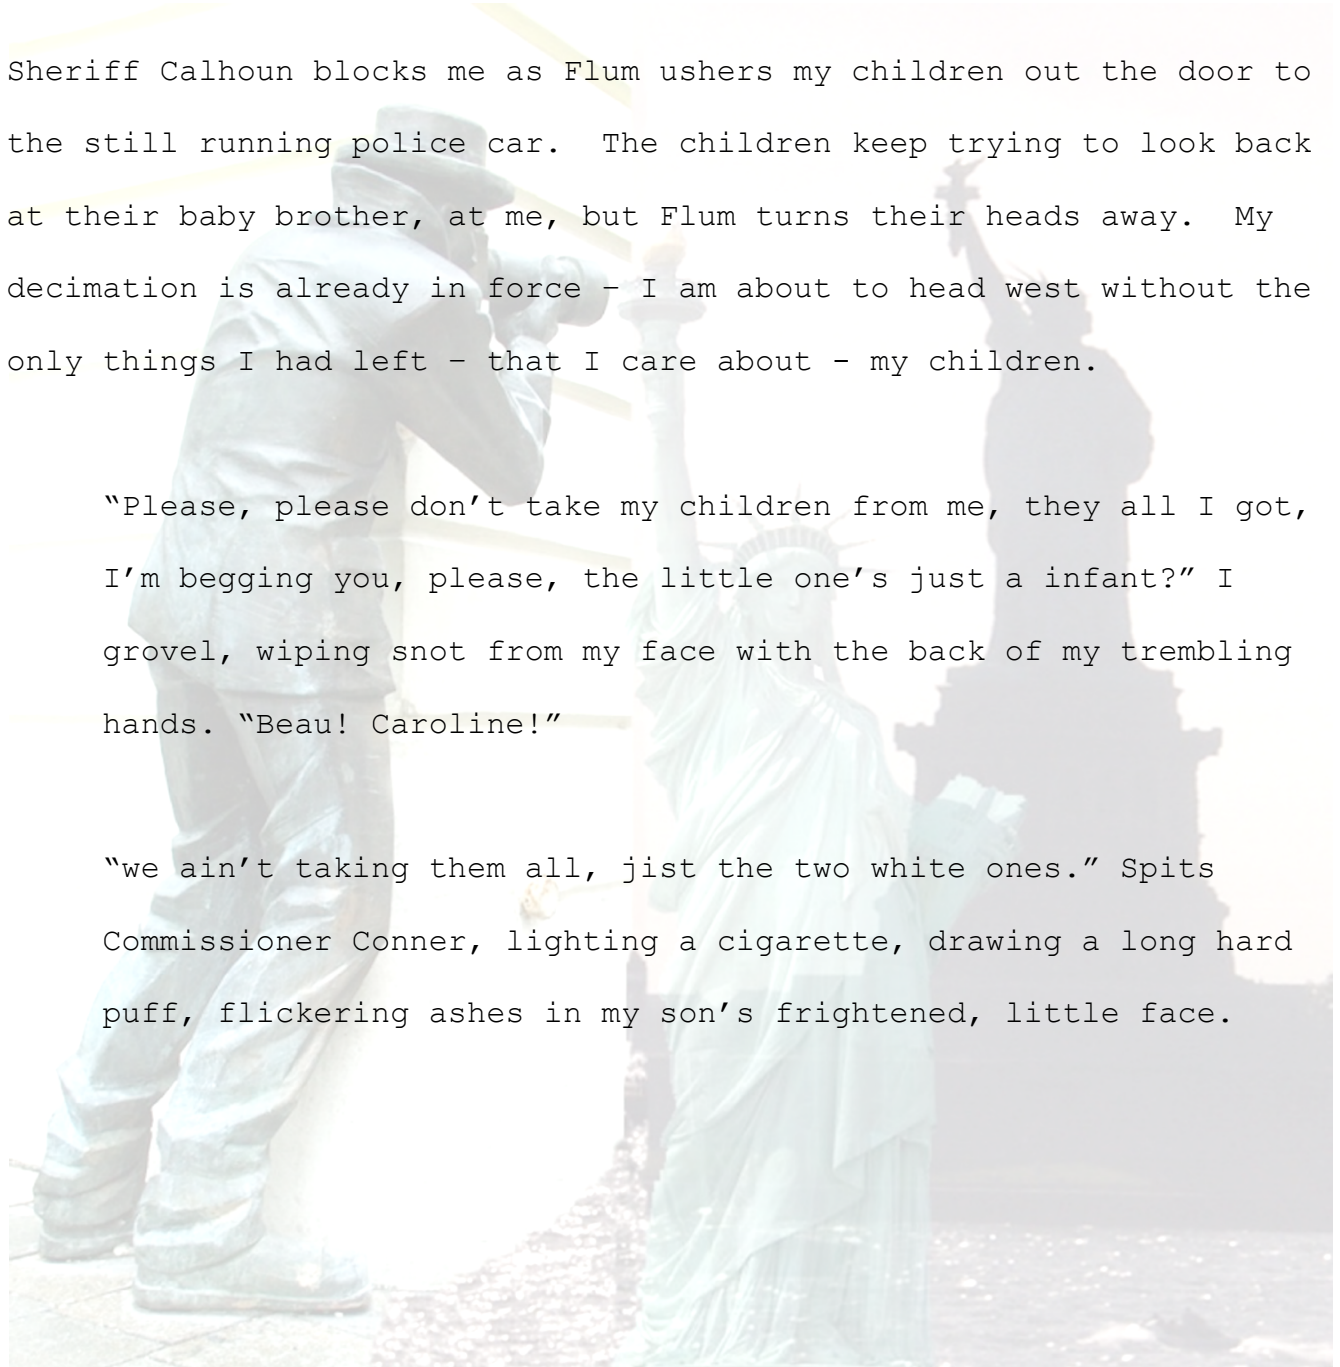 Sheriff Calhoun blocks me as Flum ushers my children out the door to
the still running police car.  The children keep trying to look back
at their baby brother, at me, but Flum turns their heads away.  My
decimation is already in force – I am about to head west without the
only things I had left – that I care about - my children.
“Please, please don’t take my children from me, they all I got,
I’m begging you, please, the little one’s just a infant?” I
grovel, wiping snot from my face with the back of my trembling
hands. “Beau! Caroline!”
“we ain’t taking them all, jist the two white ones.” Spits
Commissioner Conner, lighting a cigarette, drawing a long hard
puff, flickering ashes in my son’s frightened, little face.